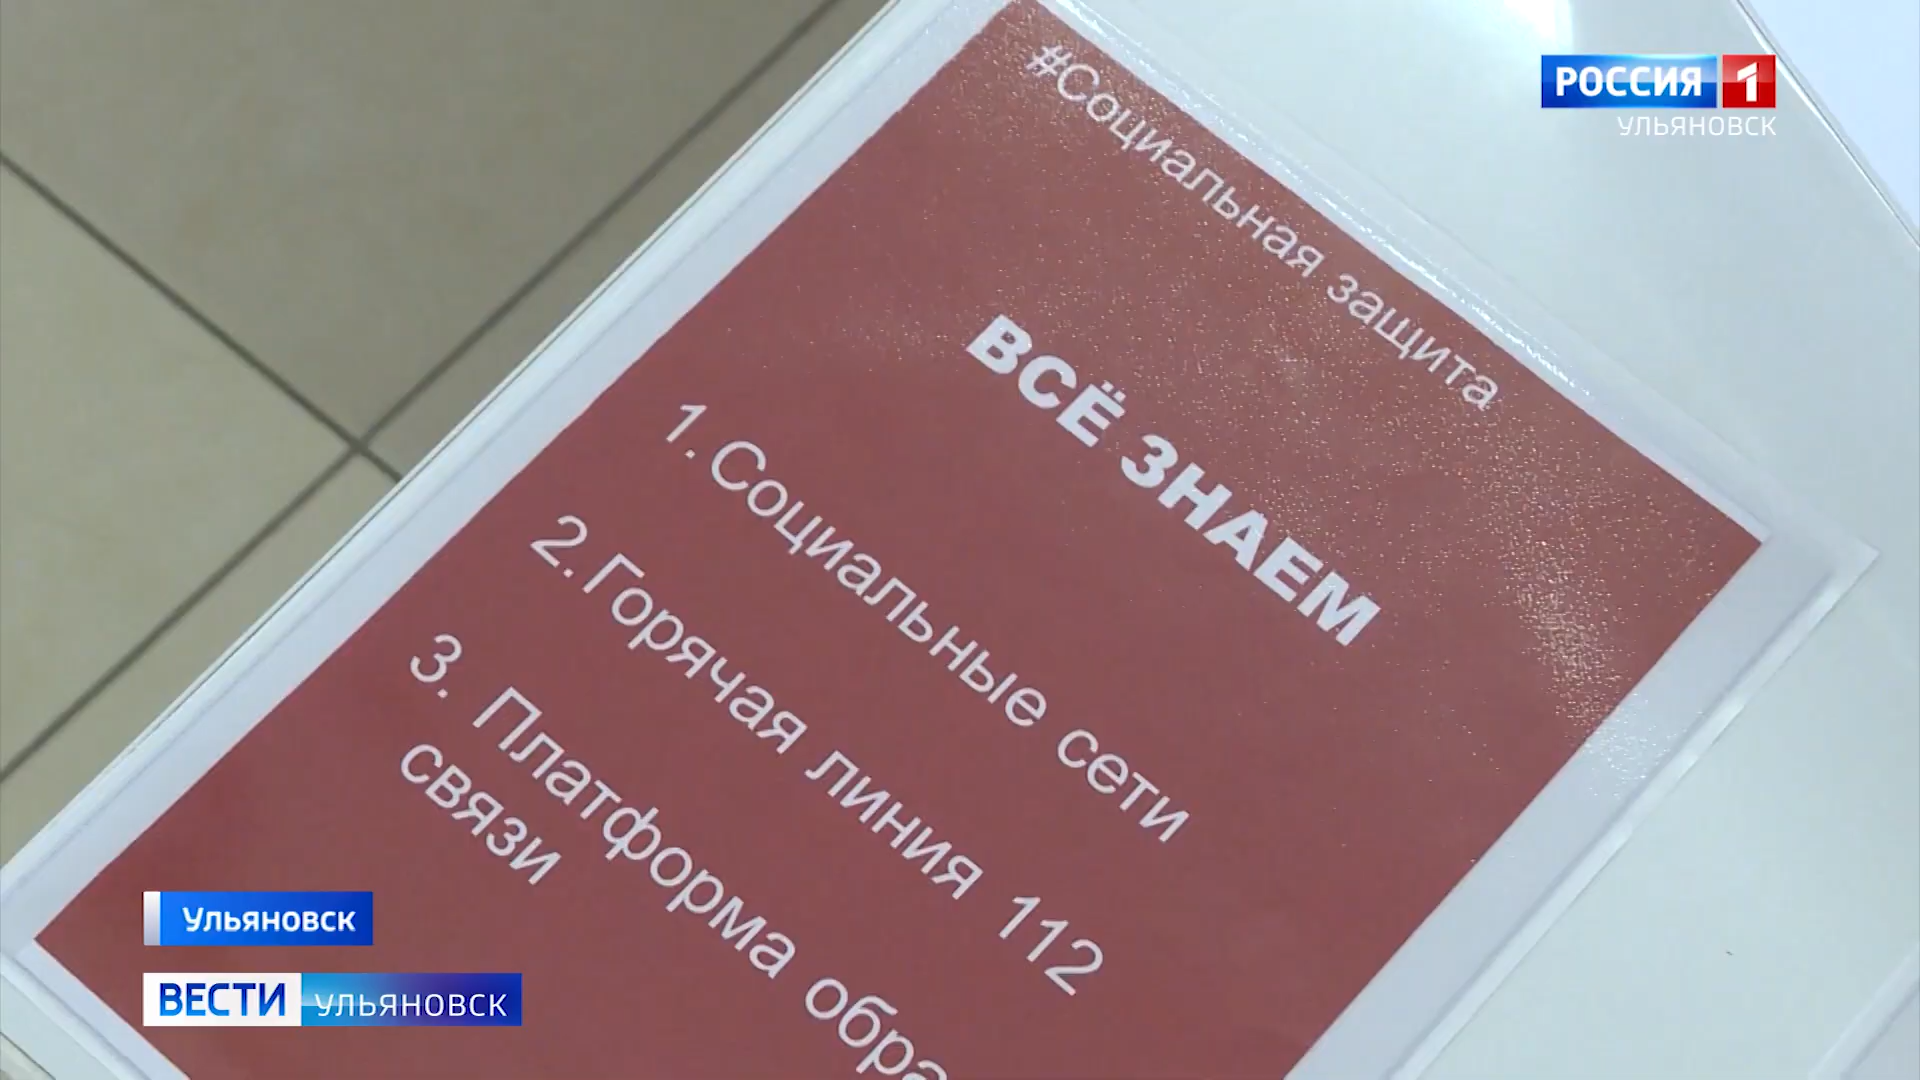 РОССИЯ 1
УЛЬЯНОВСК
#Социальная защита
ВСЁ ЗНАЕМ
1. Социальные сети
2. Горячая линия 112
3. Платформа обра
связи
Ульяновск
ВЕСТИ УЛЬЯНОВСК